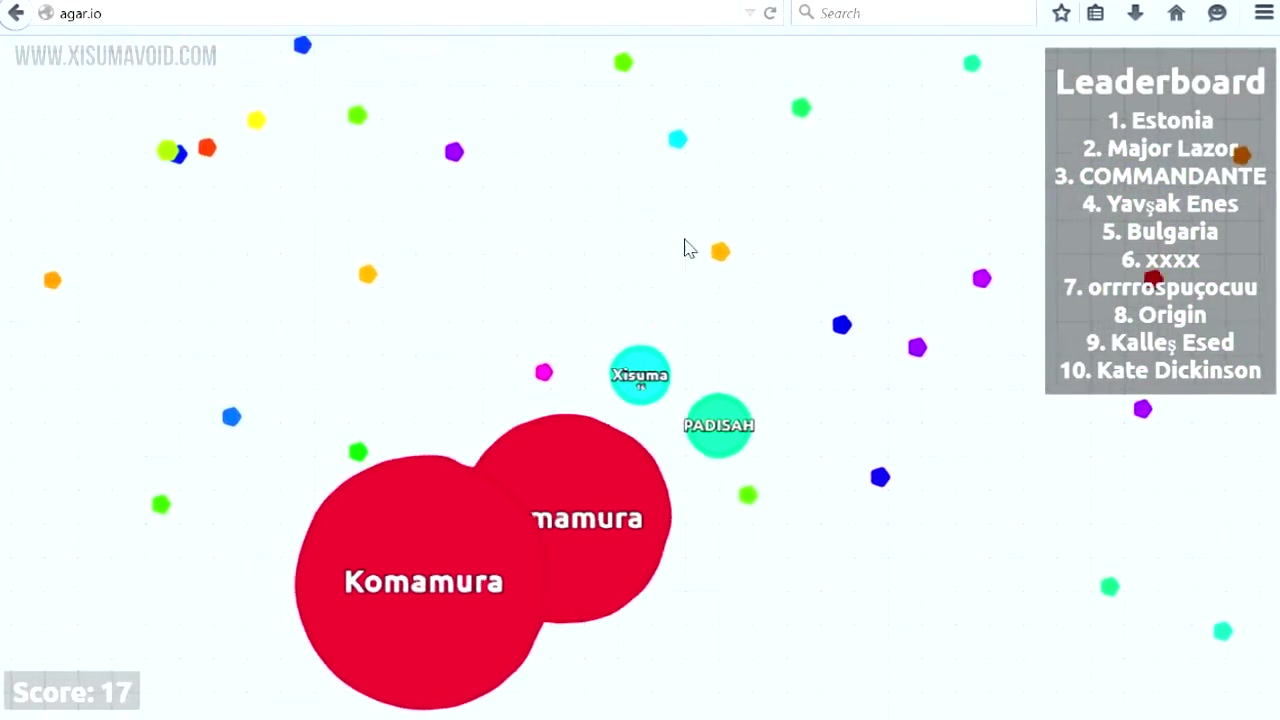 agar.io
Search
WWW.XISUMAVOID.COM
Leaderboard
1. Estonia
2. Major Lazor
3. COMMANDANTE
4. Yavşak Enes
5. Bulgaria
6. xxxx
7. orrrrospuçocuu
8. Origin
9. Kalleş Esed
10. Kate Dickinson
Xisuma
PADISAH
mamura
Komamura
Score: 17